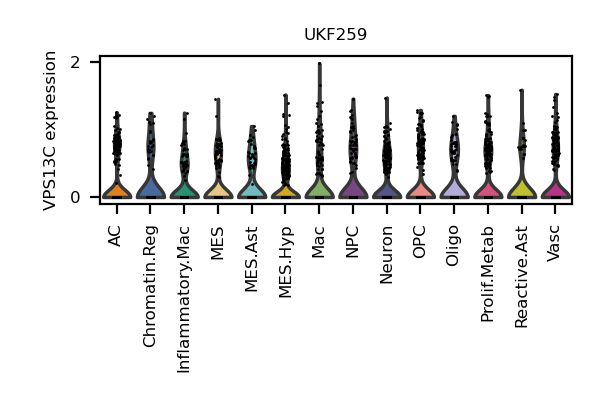 UKF259
VPS13C expression
2
0
AC
Chromatin.Reg
Inflammatory.Mac
MES
MES.Ast
MES.Hyp
Mac
NPC
Neuron
OPC
Oligo
Prolif.Metab
Reactive.Ast
Vasc